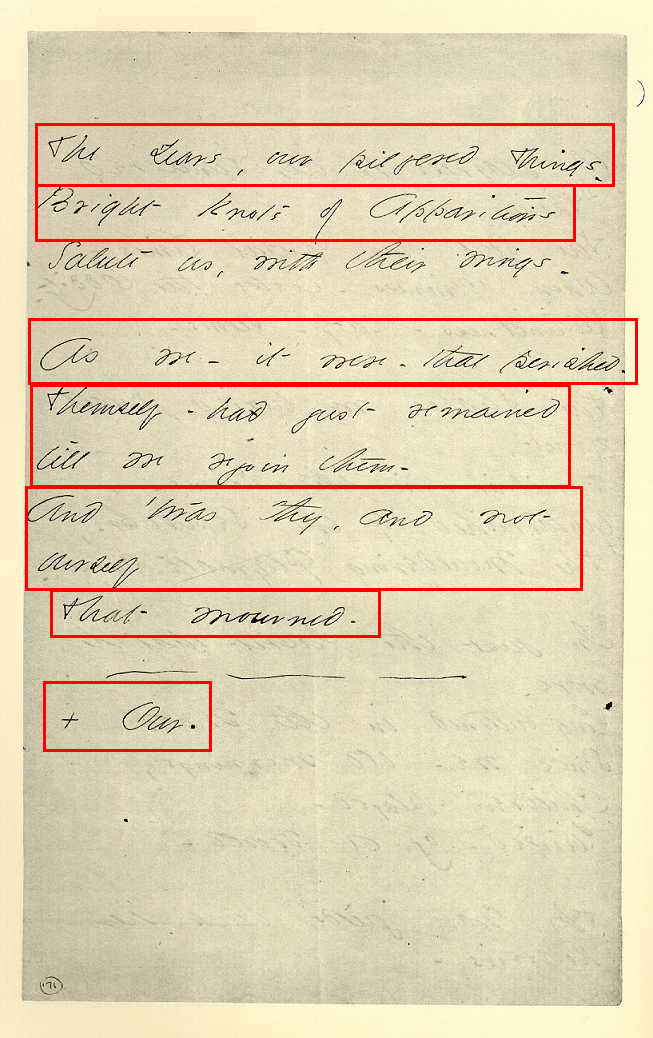 The Years, our pilfered things.
Bright Knots of Apparitions
Salute us, with their wings -
As we - it were - that perished -
Themself - had just remained
till we rejoin them -
And 'twas they, and not
ourself
That mourned -
+ Our.
171